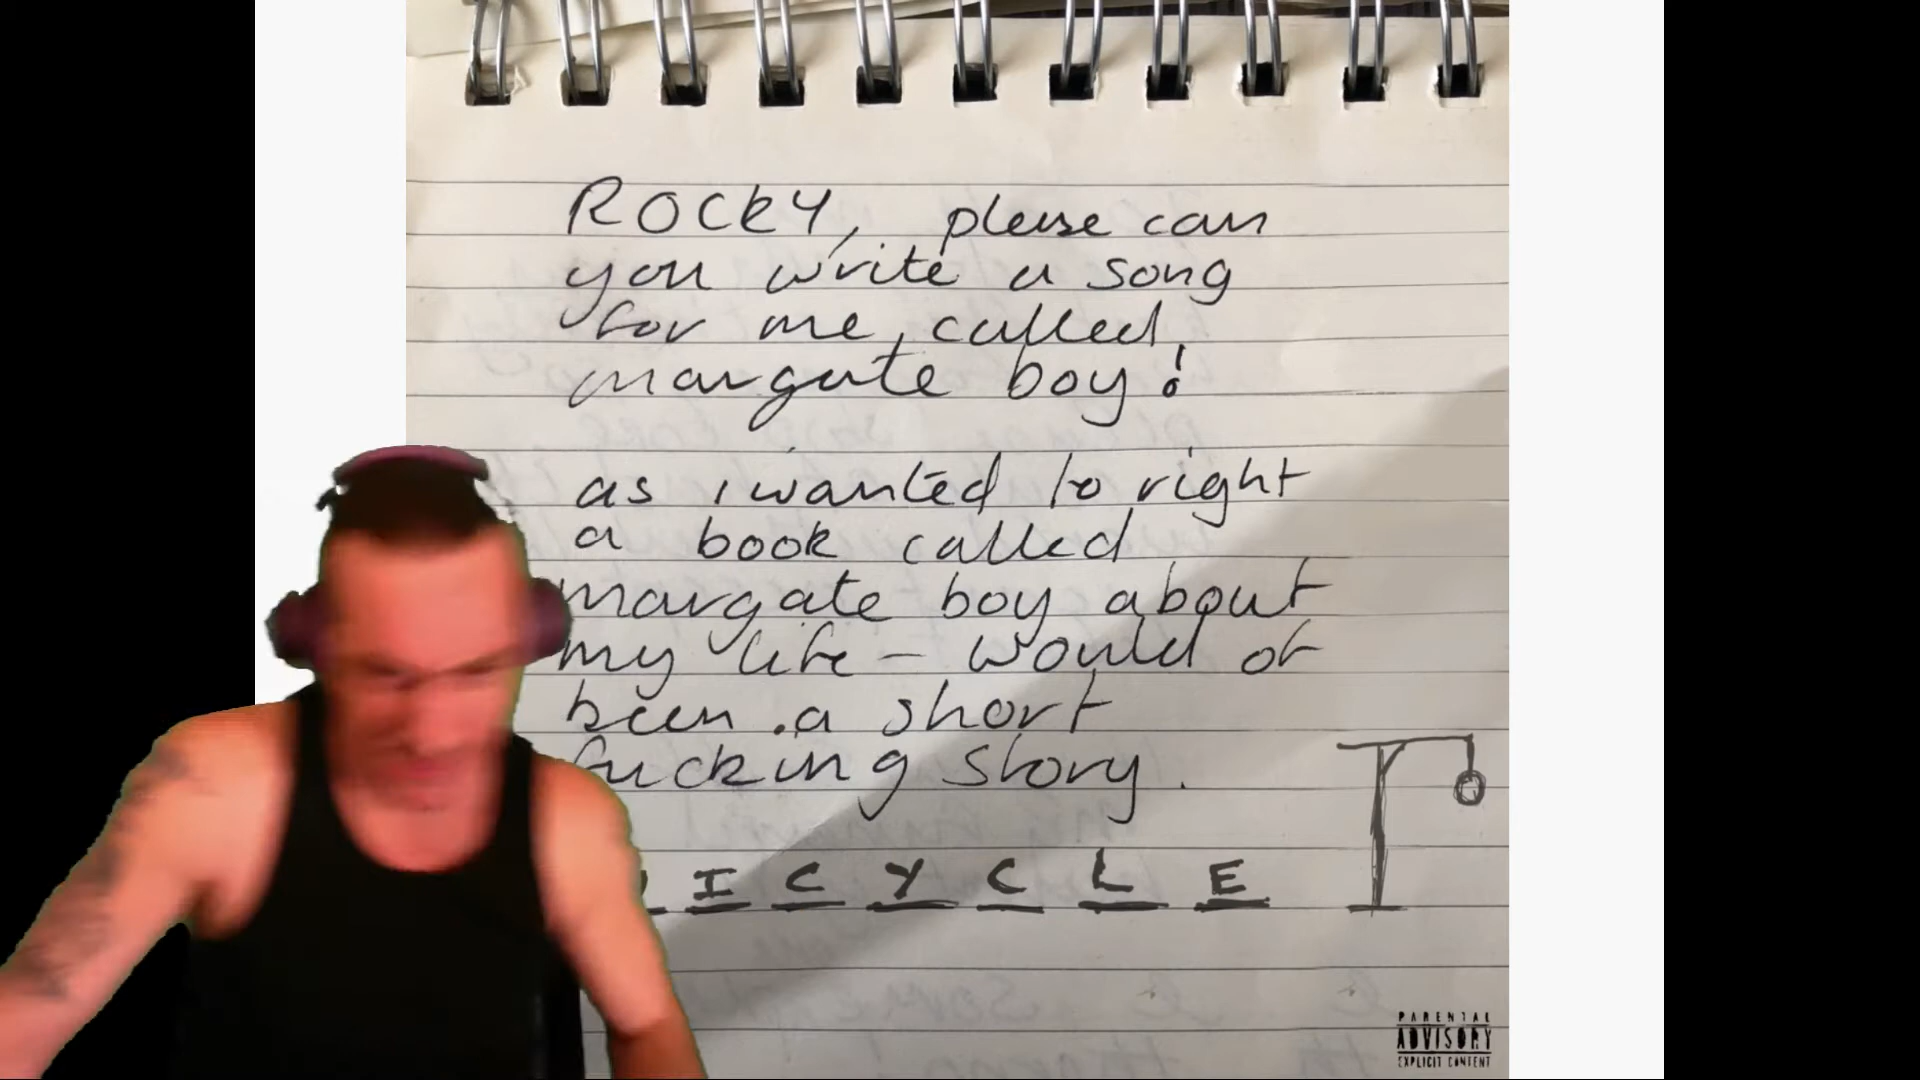 ROCKY, please can
you write a song
for me, called,
margate boy!
as i wanted to right
a book called
margate boy about
my life - would of
been .a short
fucking story.
I C Y C L E
PARENTAL
ADVISORY
EXPLICIT CONTENT